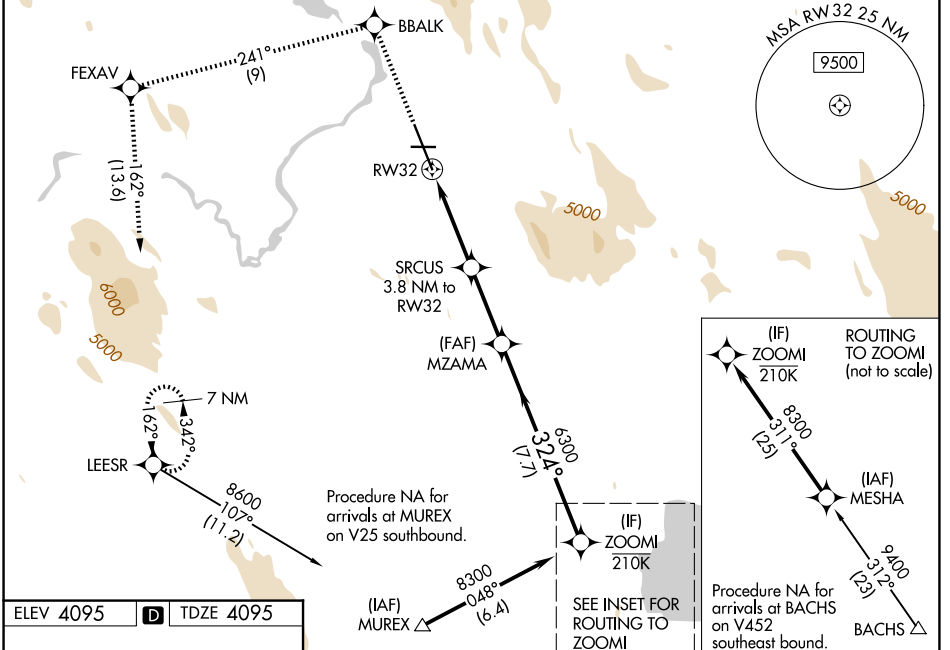 BBALK
MSA RW32 25 NM
9500
241°
(9)
FEXAV
162°
(13.6)
RW32
5000
5000
SRCUS
3.8 NM to
RW32
6000
5000
(FAF)
MZAMA
(IF)
ZOOMI
210K
ROUTING
TO ZOOMI
(not to scale)
7 NM
162°
342°
LEESR
6300
324°
(7.7)
8300
311°
(25)
(IAF)
MESHA
8600
107°
(11.2)
Procedure NA for
arrivals at MUREX
on V25 southbound.
(IF)
ZOOMI
210K
9400
312°
(23)
8300
048°
(6.4)
(IAF)
MUREX
SEE INSET FOR
ROUTING TO
ZOOMI
Procedure NA for
arrivals at BACHS
on V452
southeast bound.
BACHS
ELEV 4095
D
TDZE 4095